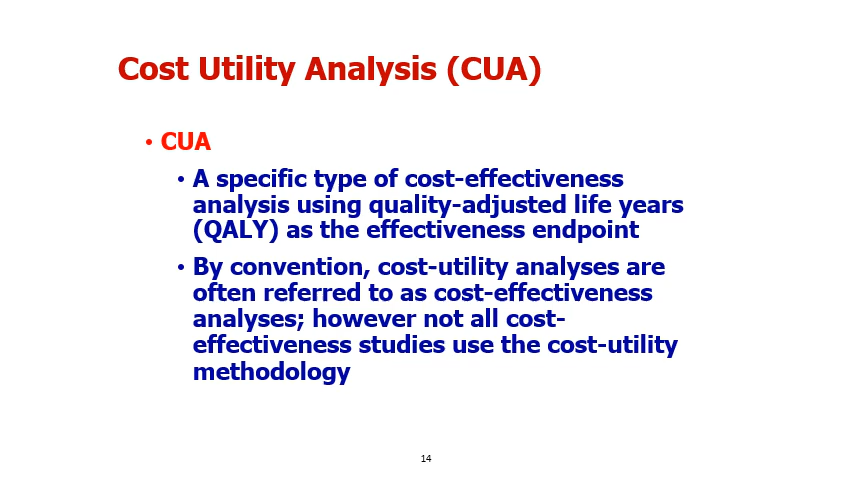 Cost Utility Analysis (CUA)
• CUA
• A specific type of cost-effectiveness
analysis using quality-adjusted life years
(QALY) as the effectiveness endpoint
• By convention, cost-utility analyses are
often referred to as cost-effectiveness
analyses; however not all cost-
effectiveness studies use the cost-utility
methodology
14